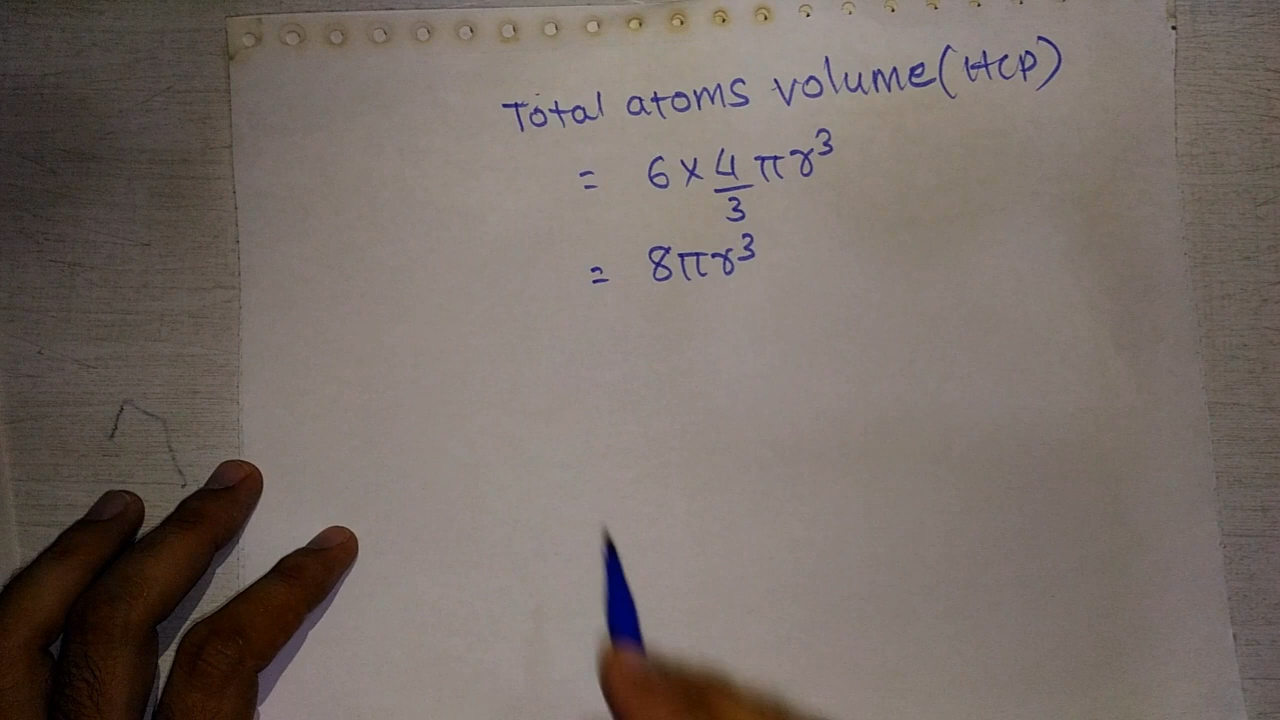 Total atoms volume (HCP)
= 6 × 4/3 πr³
= 8πr³